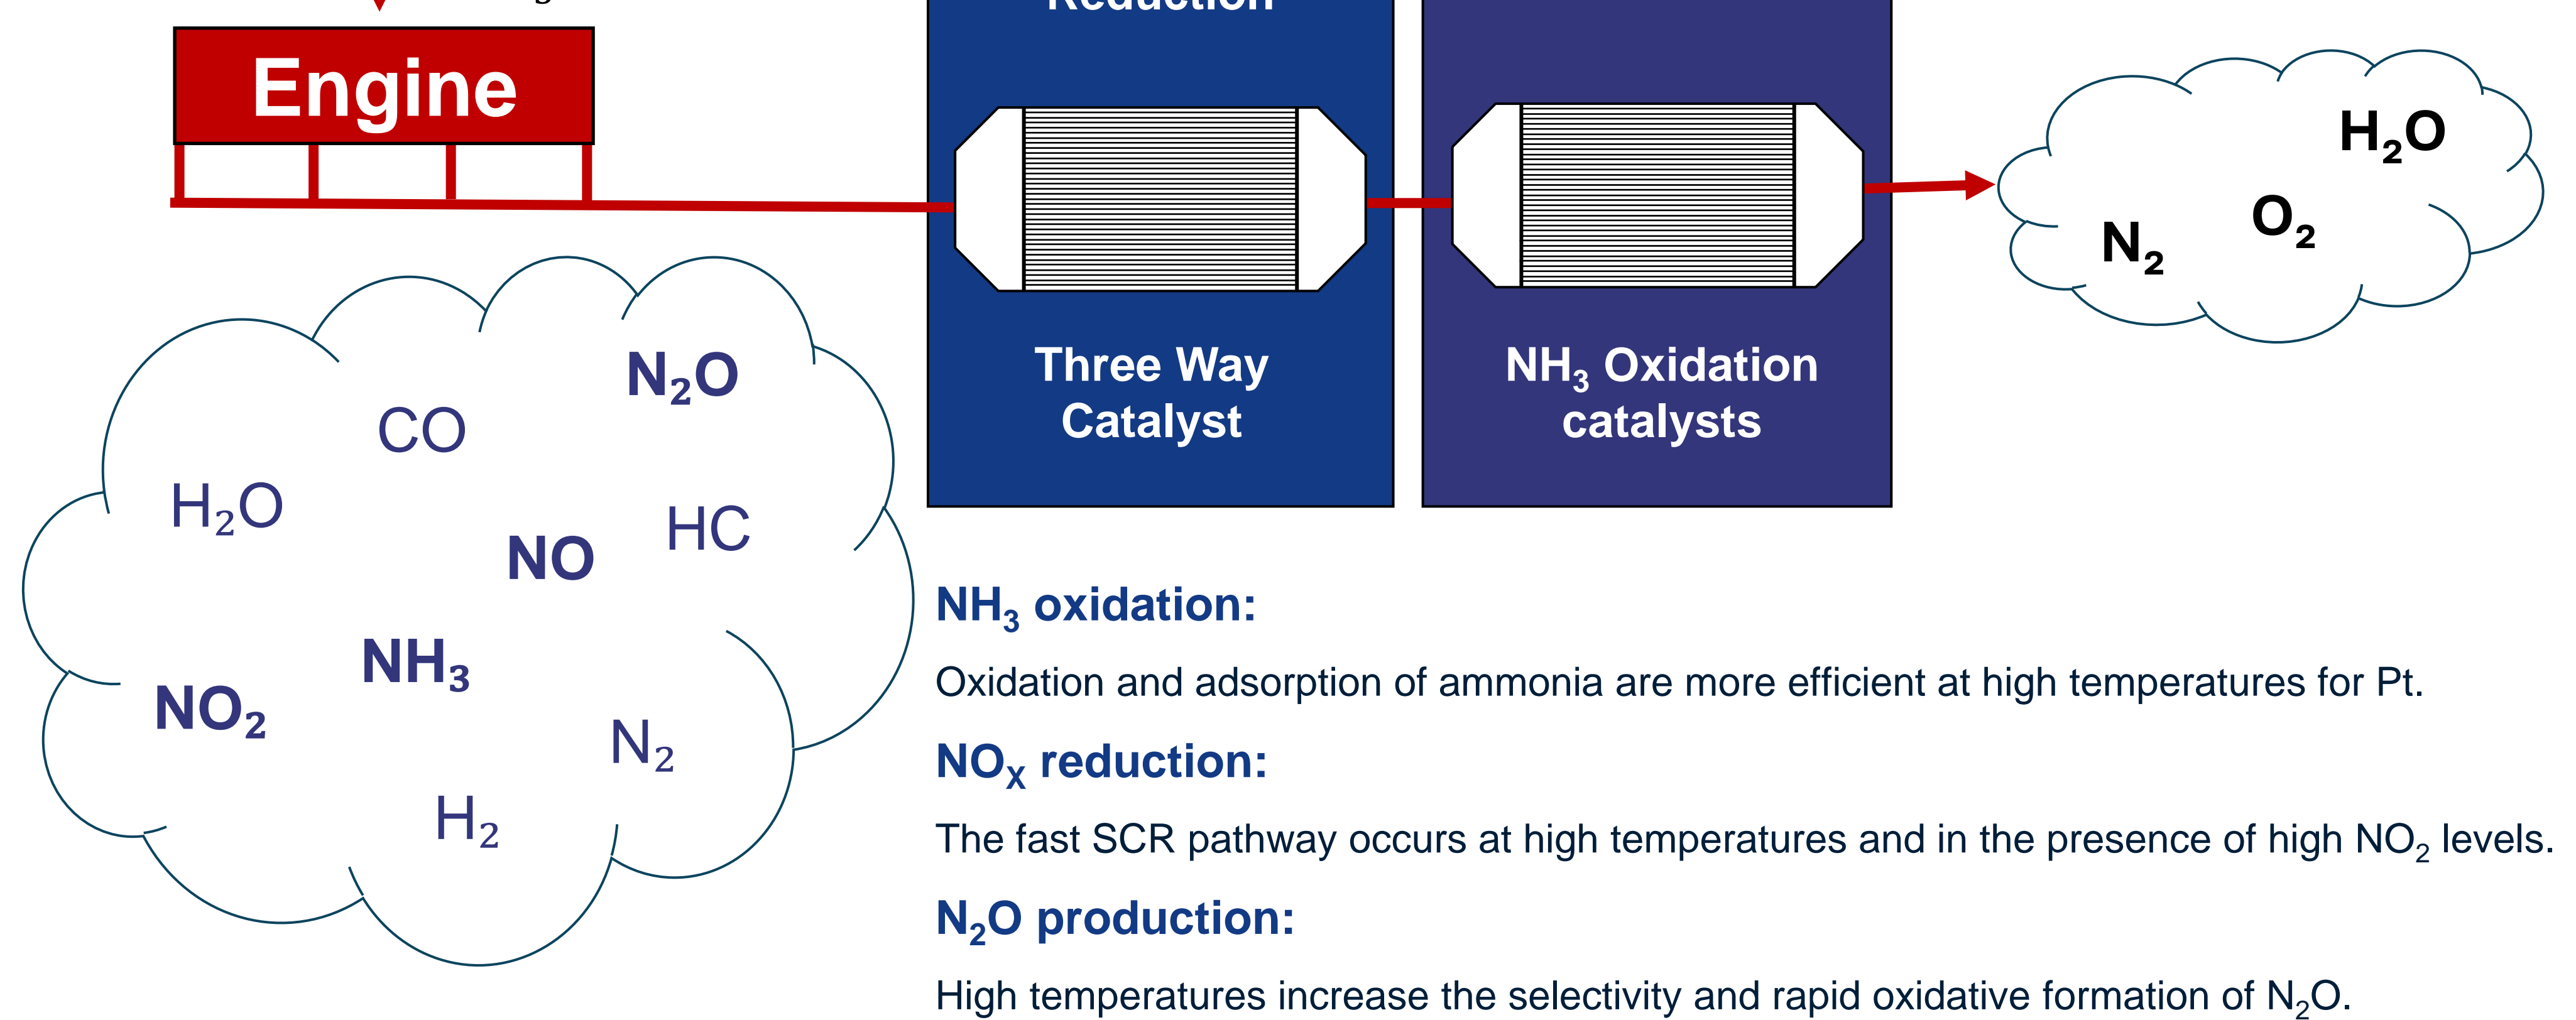 Reduction
Engine
H₂O
O₂
N₂
Three Way
Catalyst
NH₃ Oxidation
catalysts
N₂O
CO
H₂O
HC
NO
NH₃
NO₂
N₂
H₂
NH₃ oxidation:
Oxidation and adsorption of ammonia are more efficient at high temperatures for Pt.
NOₓ reduction:
The fast SCR pathway occurs at high temperatures and in the presence of high NO₂ levels.
N₂O production:
High temperatures increase the selectivity and rapid oxidative formation of N₂O.